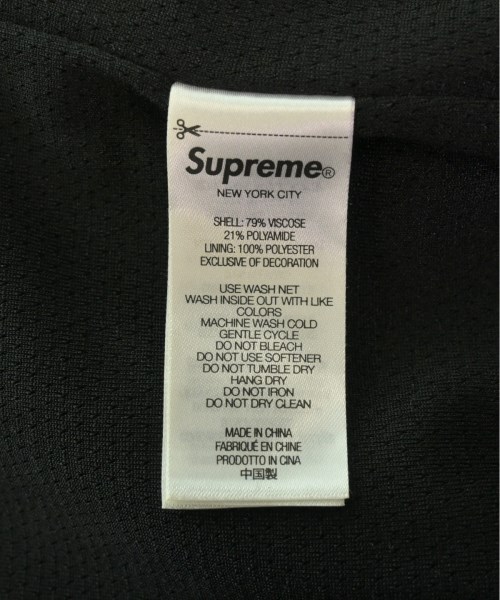 Supreme®
NEW YORK CITY
SHELL: 79% VISCOSE
21% POLYAMIDE
LINING: 100% POLYESTER
EXCLUSIVE OF DECORATION
USE WASH NET
WASH INSIDE OUT WITH LIKE
COLORS
MACHINE WASH COLD
GENTLE CYCLE
DO NOT BLEACH
DO NOT USE SOFTENER
DO NOT TUMBLE DRY
HANG DRY
DO NOT IRON
DO NOT DRY CLEAN
MADE IN CHINA
FABRIQUÉ EN CHINE
PRODOTTO IN CINA
中国製